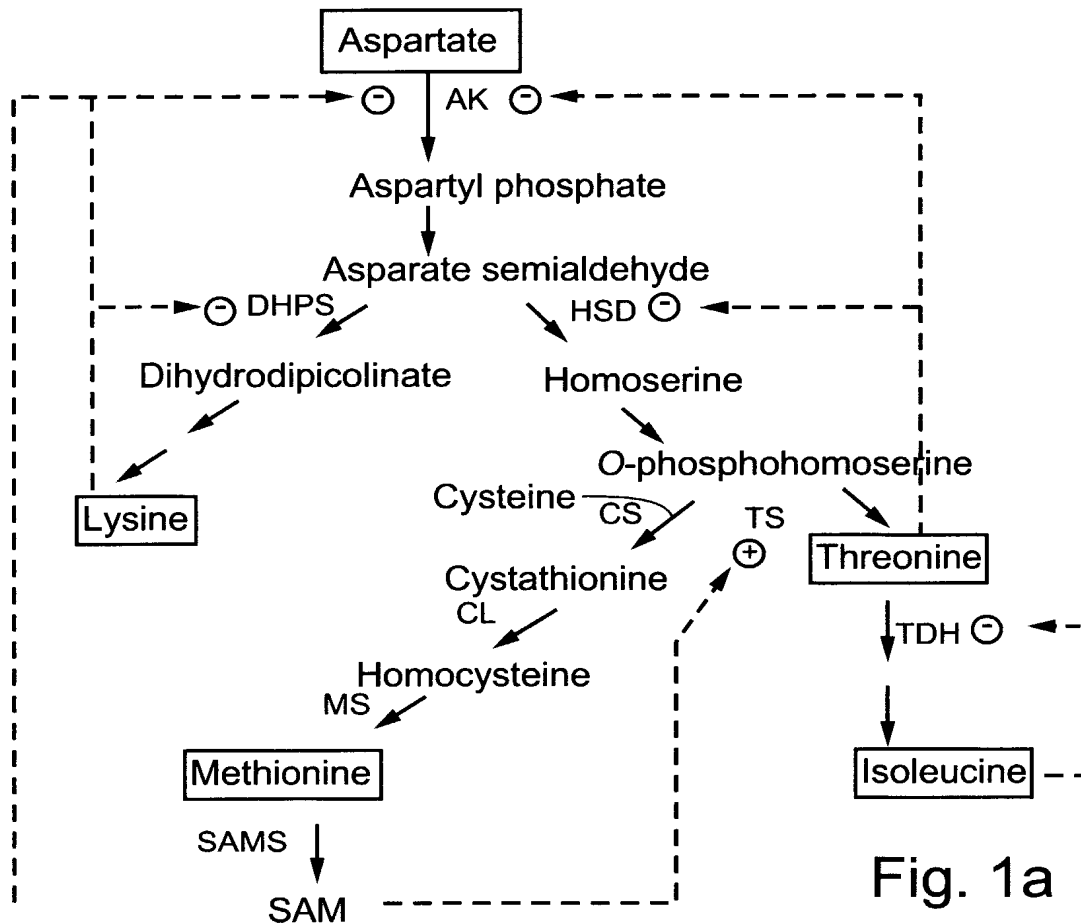 Aspartate
- AK -
Aspartyl phosphate
Asparate semialdehyde
- DHPS
HSD -
Dihydrodipicolinate
Homoserine
O-phosphohomoserine
Cysteine
CS
TS
Lysine
+
Threonine
Cystathionine
CL
TDH -
Homocysteine
MS
Methionine
Isoleucine
SAMS
SAM
Fig. 1a